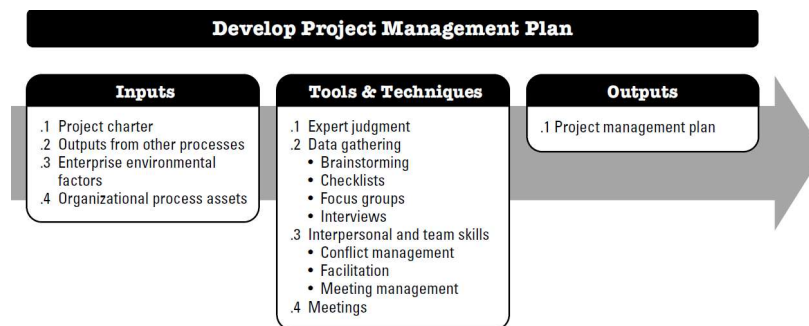 Develop Project Management Plan
Inputs
.1 Project charter
.2 Outputs from other processes
.3 Enterprise environmental
factors
.4 Organizational process assets
Tools & Techniques
.1 Expert judgment
.2 Data gathering
• Brainstorming
• Checklists
• Focus groups
• Interviews
.3 Interpersonal and team skills
• Conflict management
• Facilitation
• Meeting management
.4 Meetings
Outputs
.1 Project management plan